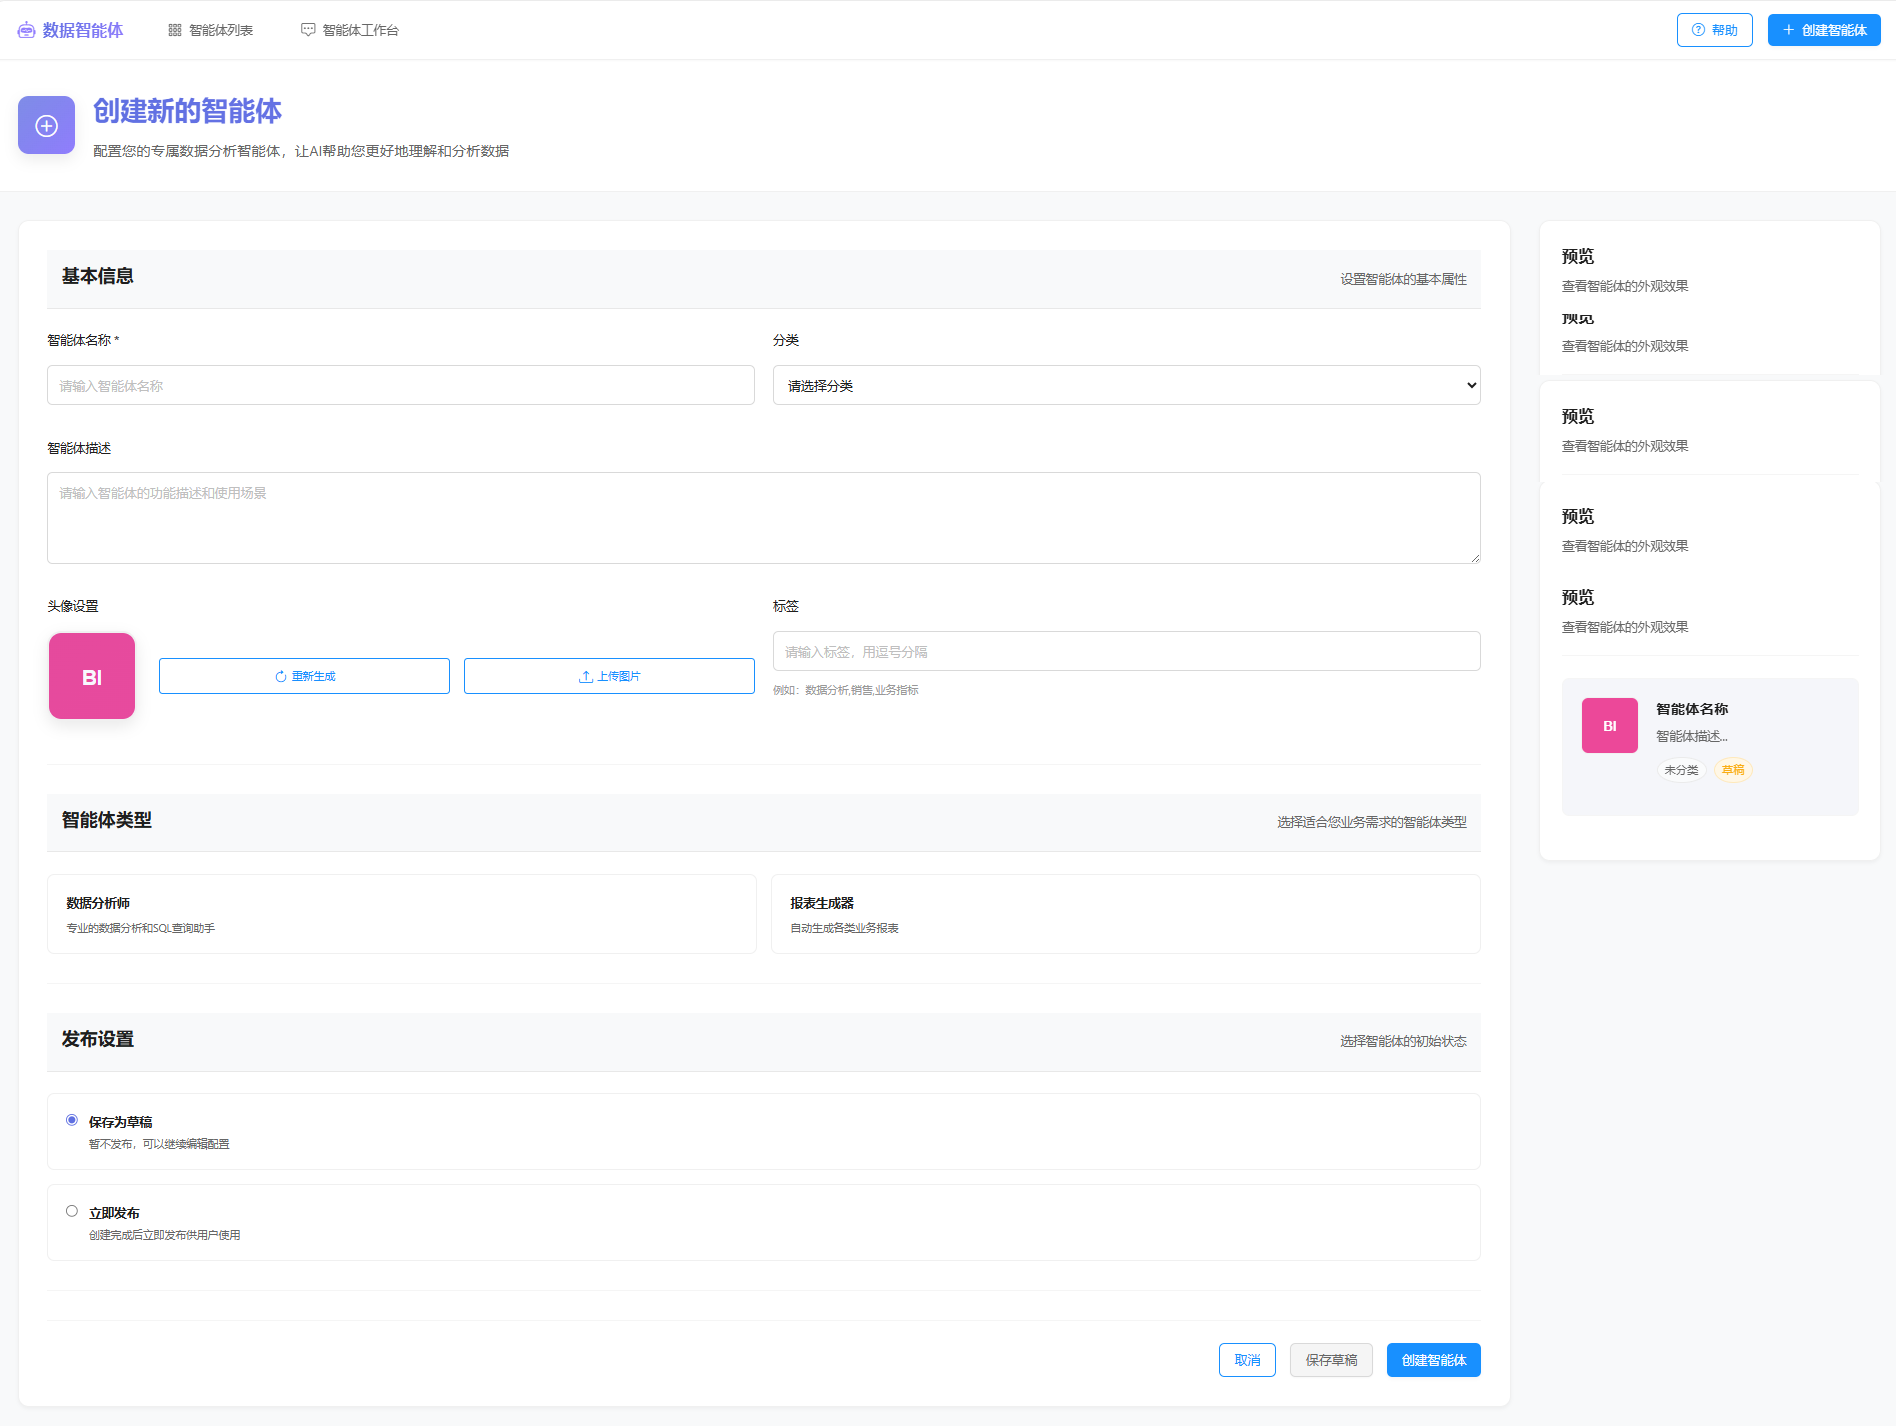 数据智能体
智能体列表
智能体工作台
帮助
创建智能体
创建新的智能体
配置您的专属数据分析智能体，让AI帮助您更好地理解和分析数据
基本信息
设置智能体的基本属性
智能体名称 *
请输入智能体名称
分类
请选择分类
智能体描述
请输入智能体的功能描述和使用场景
头像设置
BI
重新生成
上传图片
标签
请输入标签，用逗号分隔
例如：数据分析,销售,业务指标
智能体类型
选择适合您业务需求的智能体类型
数据分析师
专业的数据分析和SQL查询助手
报表生成器
自动生成各类业务报表
发布设置
选择智能体的初始状态
保存为草稿
暂不发布，可以继续编辑配置
立即发布
创建完成后立即发布供用户使用
取消
保存草稿
创建智能体
预览
查看智能体的外观效果
预览
查看智能体的外观效果
预览
查看智能体的外观效果
预览
查看智能体的外观效果
预览
查看智能体的外观效果
BI
智能体名称
智能体描述...
未分类
草稿